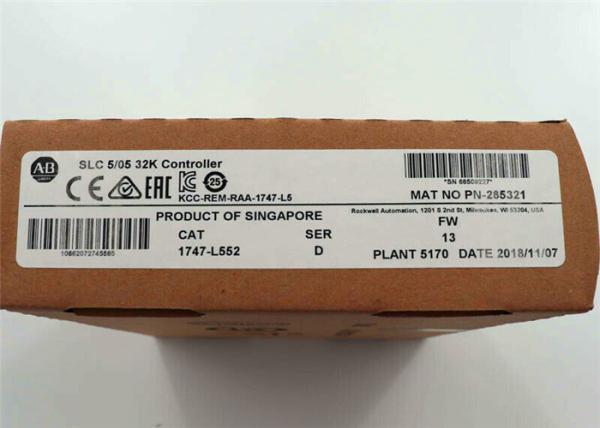 AB
SLC 5/05 32K Controller
CE
EAC
25
KCC-REM-RAA-1747-L5
MAT NO PN-285321
PRODUCT OF SINGAPORE
Rockwell Automation, 1201 S 2nd St, Milwaukee, WI 53204, USA
CAT
SER
FW
1747-L552
D
13
PLANT 5170
DATE 2018/11/07